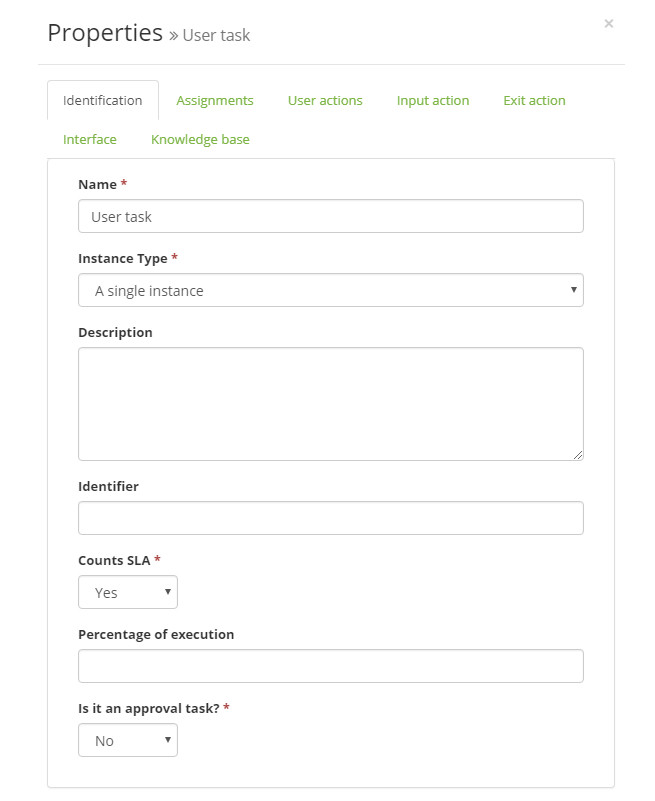 Properties » User task ×
Identification Assignments User actions Input action Exit action
Interface Knowledge base
Name *
User task
Instance Type *
A single instance
Description
Identifier
Counts SLA *
Yes
Percentage of execution
Is it an approval task? *
No